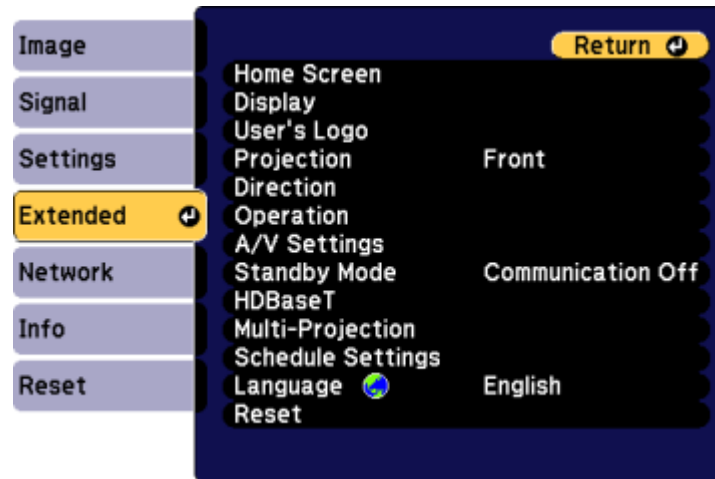 Image
Signal
Settings
Extended
Network
Info
Reset
Return
Home Screen
Display
User's Logo
Projection Front
Direction
Operation
A/V Settings
Standby Mode Communication Off
HDBaseT
Multi-Projection
Schedule Settings
Language English
Reset